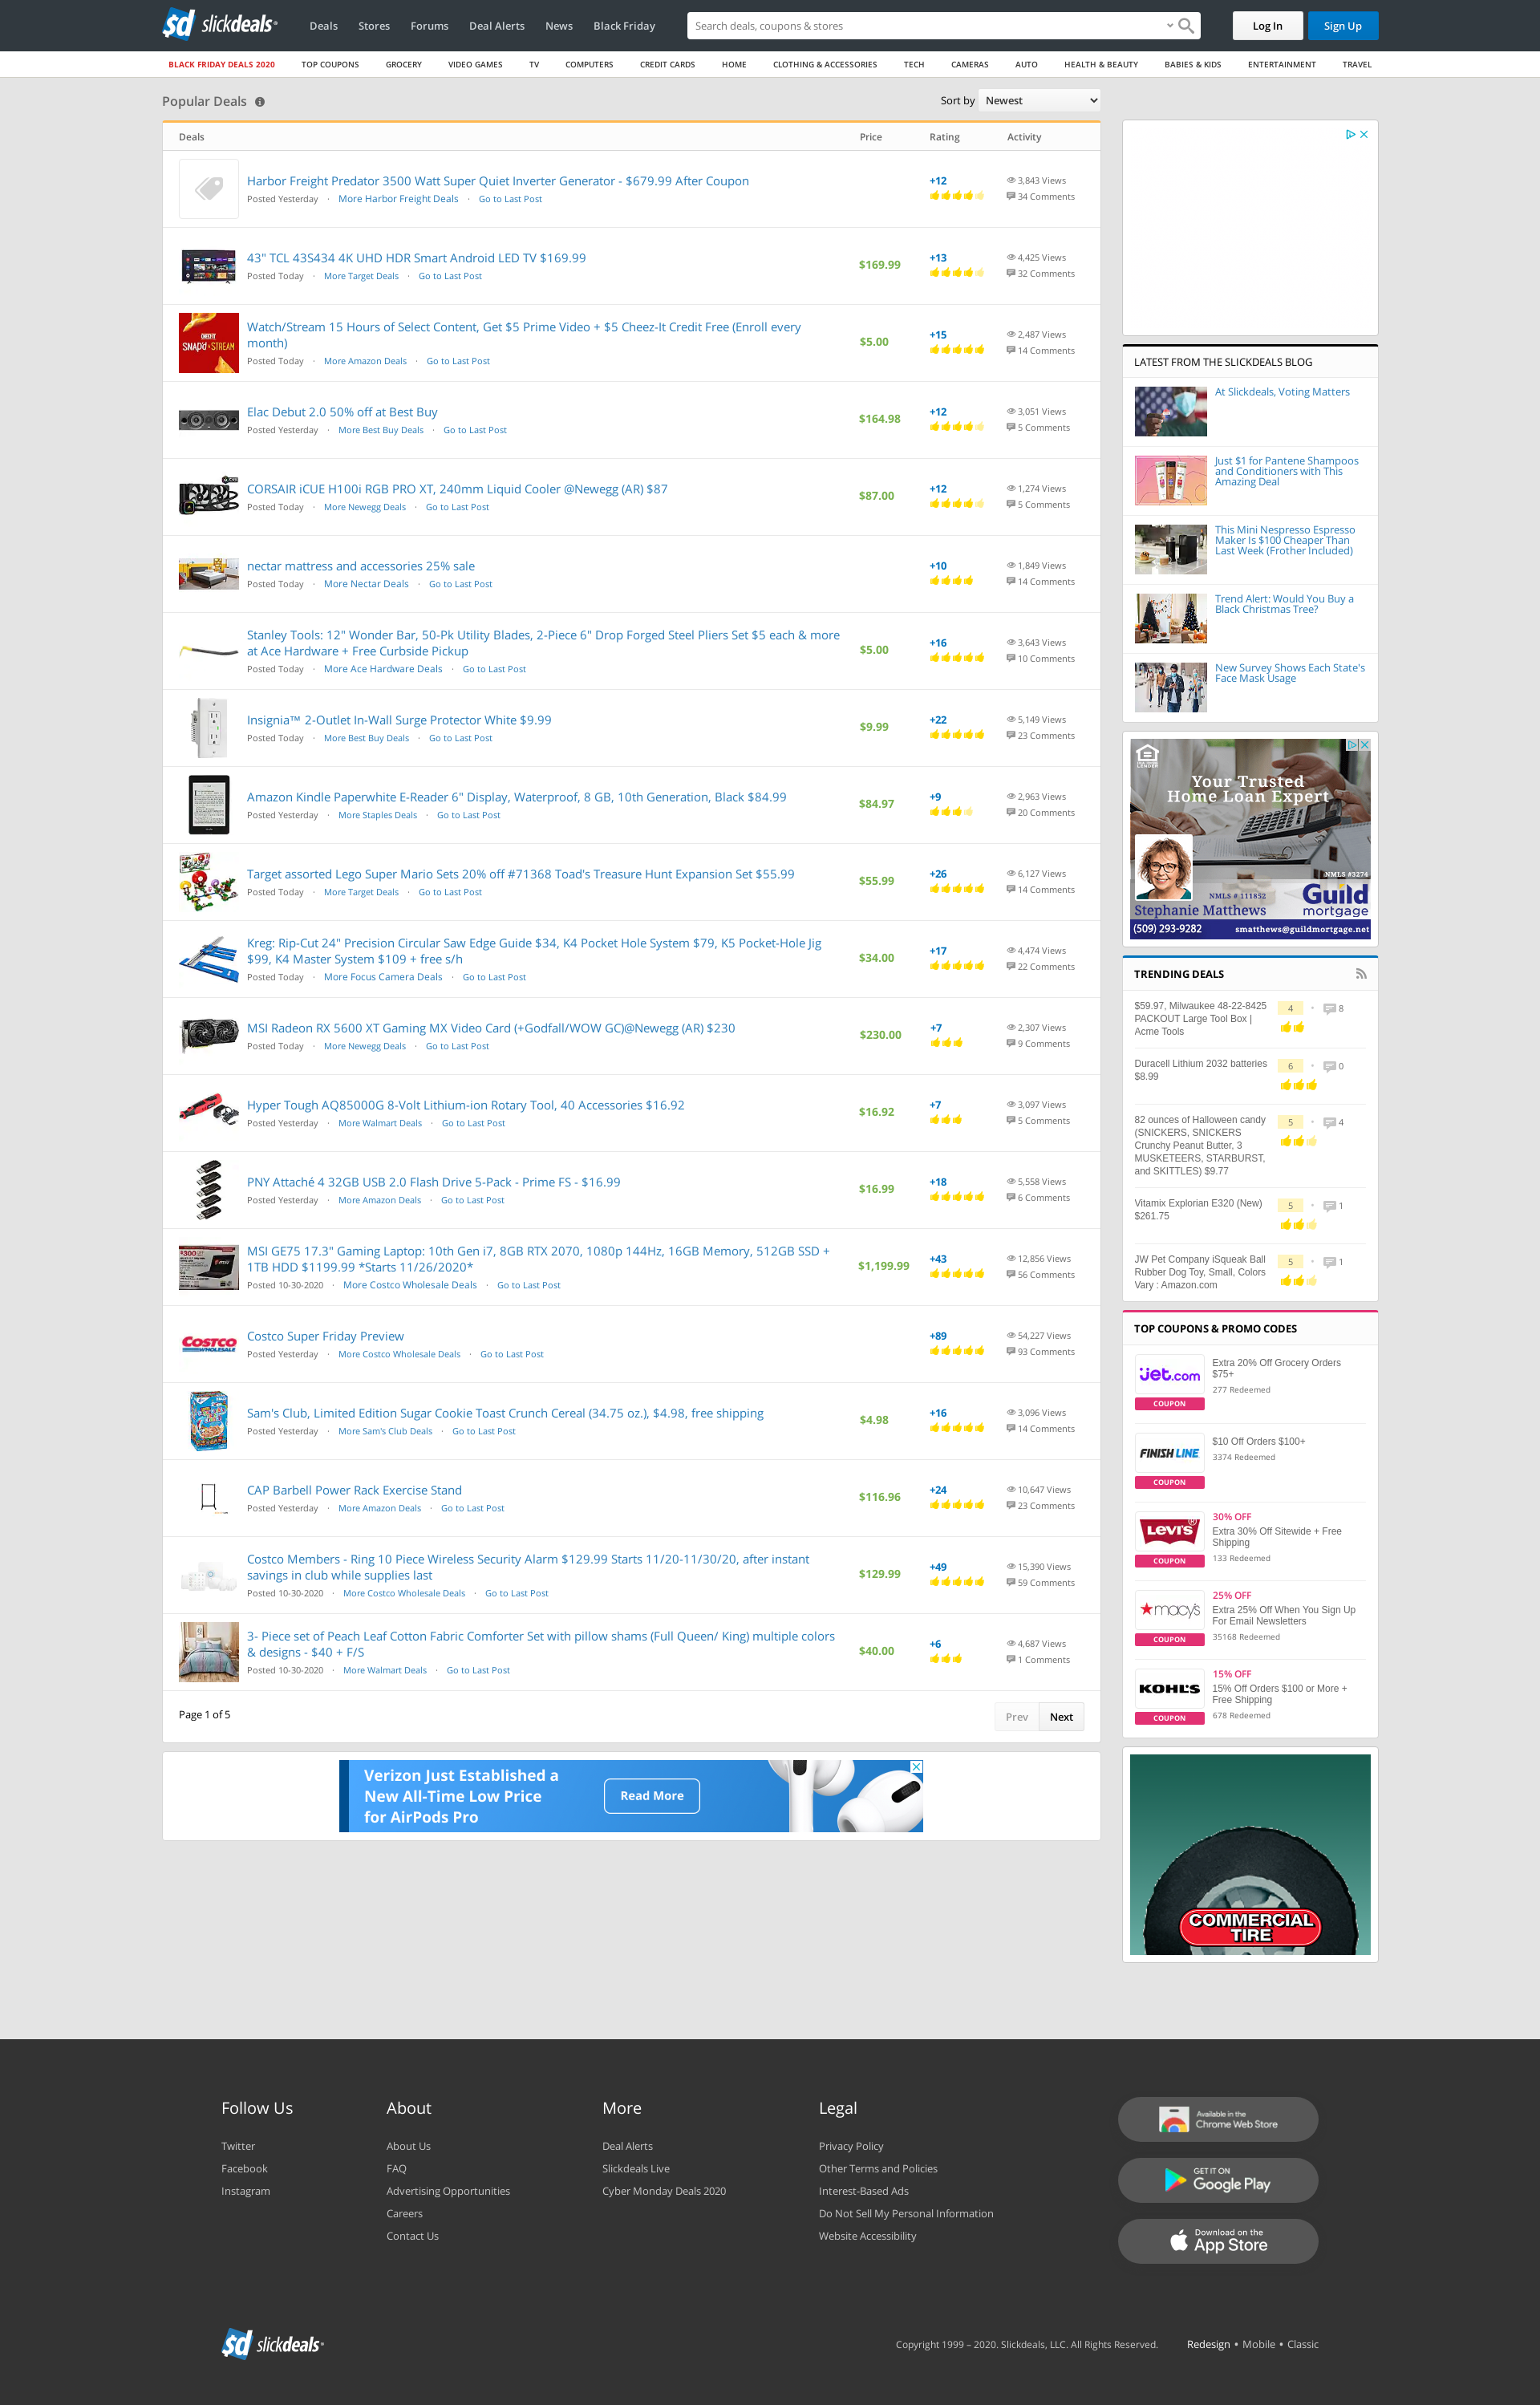 sd slickdeals
Deals Stores Forums Deal Alerts News Black Friday
Search deals, coupons & stores
Log In
Sign Up
BLACK FRIDAY DEALS 2020 TOP COUPONS GROCERY VIDEO GAMES TV COMPUTERS CREDIT CARDS HOME CLOTHING & ACCESSORIES TECH CAMERAS AUTO HEALTH & BEAUTY BABIES & KIDS ENTERTAINMENT TRAVEL
Popular Deals
Sort by Newest
Deals Price Rating Activity
Harbor Freight Predator 3500 Watt Super Quiet Inverter Generator - $679.99 After Coupon
Posted Yesterday · More Harbor Freight Deals · Go to Last Post
+12
3,843 Views
34 Comments
43" TCL 43S434 4K UHD HDR Smart Android LED TV $169.99
Posted Today · More Target Deals · Go to Last Post
$169.99
+13
4,425 Views
32 Comments
Watch/Stream 15 Hours of Select Content, Get $5 Prime Video + $5 Cheez-It Credit Free (Enroll every
month)
Posted Today · More Amazon Deals · Go to Last Post
$5.00
+15
2,487 Views
14 Comments
Elac Debut 2.0 50% off at Best Buy
Posted Yesterday · More Best Buy Deals · Go to Last Post
$164.98
+12
3,051 Views
5 Comments
CORSAIR iCUE H100i RGB PRO XT, 240mm Liquid Cooler @Newegg (AR) $87
Posted Today · More Newegg Deals · Go to Last Post
$87.00
+12
1,274 Views
5 Comments
nectar mattress and accessories 25% sale
Posted Today · More Nectar Deals · Go to Last Post
+10
1,849 Views
14 Comments
Stanley Tools: 12" Wonder Bar, 50-Pk Utility Blades, 2-Piece 6" Drop Forged Steel Pliers Set $5 each & more
at Ace Hardware + Free Curbside Pickup
Posted Today · More Ace Hardware Deals · Go to Last Post
$5.00
+16
3,643 Views
10 Comments
Insignia™ 2-Outlet In-Wall Surge Protector White $9.99
Posted Today · More Best Buy Deals · Go to Last Post
$9.99
+22
5,149 Views
23 Comments
Amazon Kindle Paperwhite E-Reader 6" Display, Waterproof, 8 GB, 10th Generation, Black $84.99
Posted Yesterday · More Staples Deals · Go to Last Post
$84.97
+9
2,963 Views
20 Comments
Target assorted Lego Super Mario Sets 20% off #71368 Toad's Treasure Hunt Expansion Set $55.99
Posted Today · More Target Deals · Go to Last Post
$55.99
+26
6,127 Views
14 Comments
Kreg: Rip-Cut 24" Precision Circular Saw Edge Guide $34, K4 Pocket Hole System $79, K5 Pocket-Hole Jig
$99, K4 Master System $109 + free s/h
Posted Today · More Focus Camera Deals · Go to Last Post
$34.00
+17
4,474 Views
22 Comments
MSI Radeon RX 5600 XT Gaming MX Video Card (+Godfall/WOW GC)@Newegg (AR) $230
Posted Today · More Newegg Deals · Go to Last Post
$230.00
+7
2,307 Views
9 Comments
Hyper Tough AQ85000G 8-Volt Lithium-ion Rotary Tool, 40 Accessories $16.92
Posted Yesterday · More Walmart Deals · Go to Last Post
$16.92
+7
3,097 Views
5 Comments
PNY Attaché 4 32GB USB 2.0 Flash Drive 5-Pack - Prime FS - $16.99
Posted Yesterday · More Amazon Deals · Go to Last Post
$16.99
+18
5,558 Views
6 Comments
MSI GE75 17.3" Gaming Laptop: 10th Gen i7, 8GB RTX 2070, 1080p 144Hz, 16GB Memory, 512GB SSD +
1TB HDD $1199.99 *Starts 11/26/2020*
Posted 10-30-2020 · More Costco Wholesale Deals · Go to Last Post
$1,199.99
+43
12,856 Views
56 Comments
COSTCO WHOLESALE
Costco Super Friday Preview
Posted Yesterday · More Costco Wholesale Deals · Go to Last Post
+89
54,227 Views
93 Comments
Sam's Club, Limited Edition Sugar Cookie Toast Crunch Cereal (34.75 oz.), $4.98, free shipping
Posted Yesterday · More Sam's Club Deals · Go to Last Post
$4.98
+16
3,096 Views
14 Comments
CAP Barbell Power Rack Exercise Stand
Posted Yesterday · More Amazon Deals · Go to Last Post
$116.96
+24
10,647 Views
23 Comments
Costco Members - Ring 10 Piece Wireless Security Alarm $129.99 Starts 11/20-11/30/20, after instant
savings in club while supplies last
Posted 10-30-2020 · More Costco Wholesale Deals · Go to Last Post
$129.99
+49
15,390 Views
59 Comments
3- Piece set of Peach Leaf Cotton Fabric Comforter Set with pillow shams (Full Queen/ King) multiple colors
& designs - $40 + F/S
Posted 10-30-2020 · More Walmart Deals · Go to Last Post
$40.00
+6
4,687 Views
1 Comments
Page 1 of 5
Prev Next
Verizon Just Established a
New All-Time Low Price
for AirPods Pro
Read More
LATEST FROM THE SLICKDEALS BLOG
At Slickdeals, Voting Matters
Just $1 for Pantene Shampoos
and Conditioners with This
Amazing Deal
This Mini Nespresso Espresso
Maker Is $100 Cheaper Than
Last Week (Frother Included)
Trend Alert: Would You Buy a
Black Christmas Tree?
New Survey Shows Each State's
Face Mask Usage
Your Trusted
Home Loan Expert
NMLS #3274
NMLS # 111852
Stephanie Matthews
Guild
mortgage
(509) 293-9282 smatthews@guildmortgage.net
TRENDING DEALS
$59.97, Milwaukee 48-22-8425
PACKOUT Large Tool Box |
Acme Tools
4 • 8
Duracell Lithium 2032 batteries
$8.99
6 • 0
82 ounces of Halloween candy
(SNICKERS, SNICKERS
Crunchy Peanut Butter, 3
MUSKETEERS, STARBURST,
and SKITTLES) $9.77
5 • 4
Vitamix Explorian E320 (New)
$261.75
5 • 1
JW Pet Company iSqueak Ball
Rubber Dog Toy, Small, Colors
Vary : Amazon.com
5 • 1
TOP COUPONS & PROMO CODES
jet.com
COUPON
Extra 20% Off Grocery Orders
$75+
277 Redeemed
FINISH LINE
COUPON
$10 Off Orders $100+
3374 Redeemed
LEVI'S®
COUPON
30% OFF
Extra 30% Off Sitewide + Free
Shipping
133 Redeemed
macy's
COUPON
25% OFF
Extra 25% Off When You Sign Up
For Email Newsletters
35168 Redeemed
KOHL'S
COUPON
15% OFF
15% Off Orders $100 or More +
Free Shipping
678 Redeemed
COMMERCIAL
TIRE
Follow Us
Twitter
Facebook
Instagram
About
About Us
FAQ
Advertising Opportunities
Careers
Contact Us
More
Deal Alerts
Slickdeals Live
Cyber Monday Deals 2020
Legal
Privacy Policy
Other Terms and Policies
Interest-Based Ads
Do Not Sell My Personal Information
Website Accessibility
Available in the
Chrome Web Store
GET IT ON
Google Play
Download on the
App Store
sd slickdeals
Copyright 1999 – 2020. Slickdeals, LLC. All Rights Reserved.
Redesign • Mobile • Classic